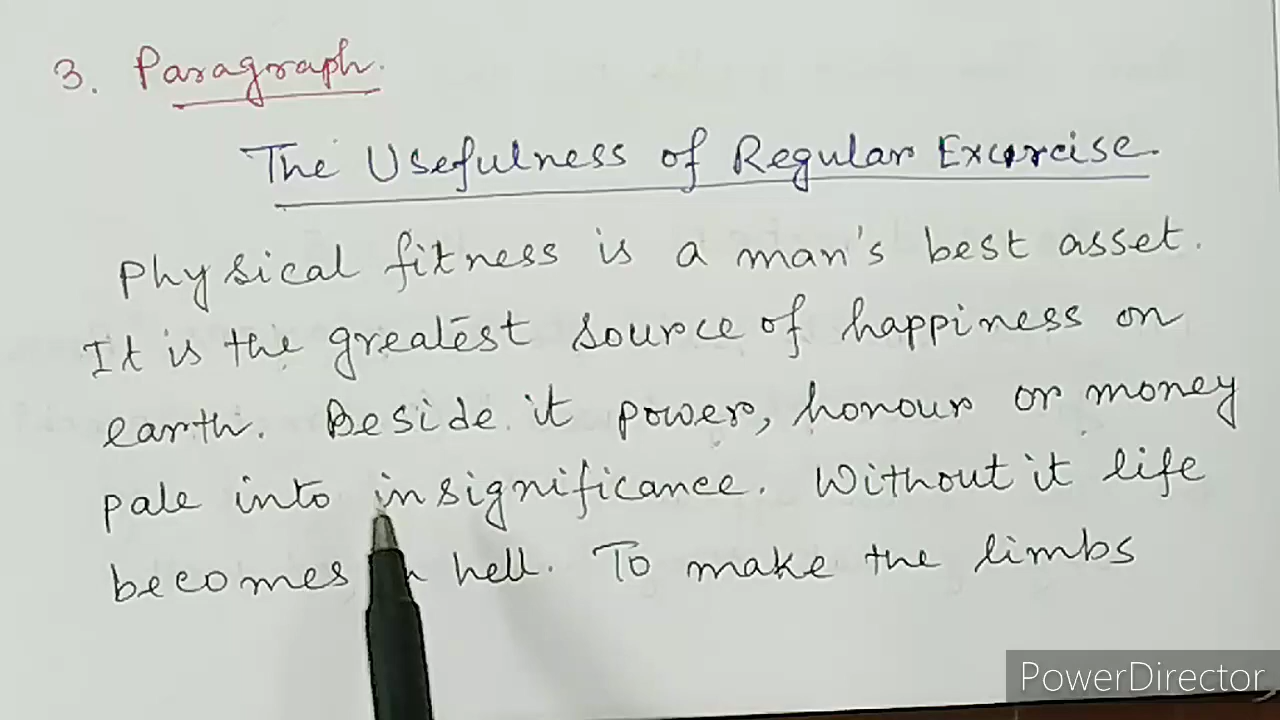 3. Paragraph.
The Usefulness of Regular Exercise.
Physical fitness is a man's best asset.
It is the greatest source of happiness on
earth. Beside it power, honour or money
pale into insignificance. Without it life
becomes hell. To make the limbs
PowerDirector